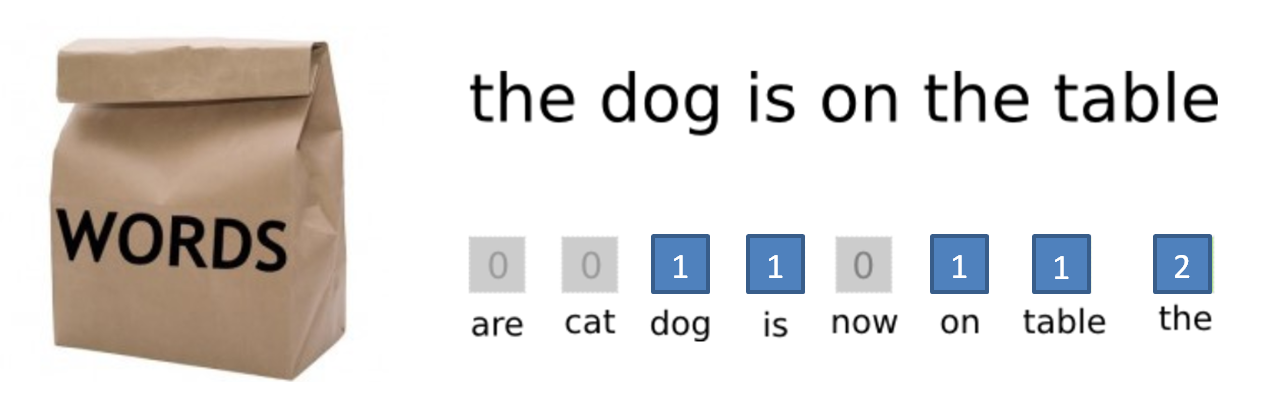 WORDS
the dog is on the table
0 0 1 1 0 1 1 2
are cat dog is now on table the